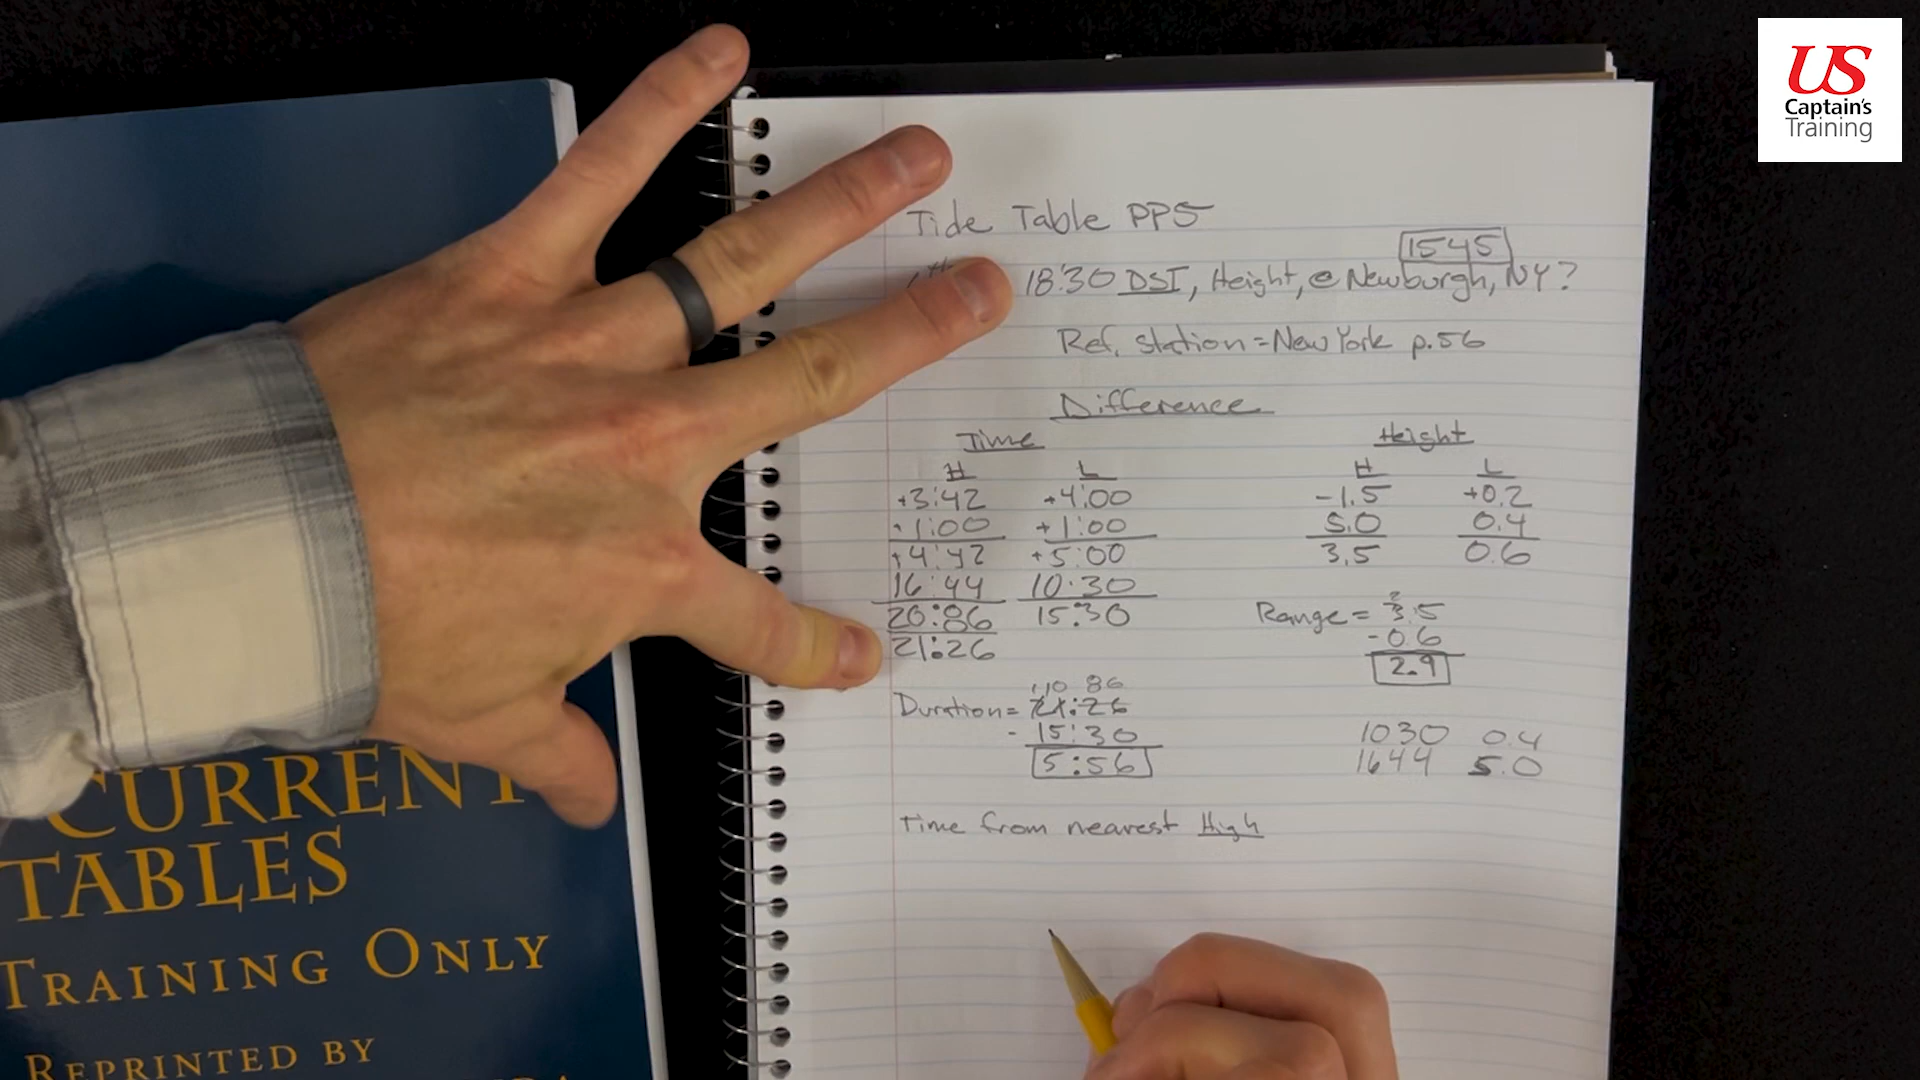 US
Captain's
Training
Tide Table PP5
1545
18:30 DST, Height, @ Newburgh, NY?
Ref. station = New York p.56
Difference
Time
Height
H L
H L
+3:42 +4:00
-1.5 +0.2
+1:00 +1:00
5.0 0.4
+4:42 +5:00
3.5 0.6
16:44 10:30
20:86 15:30
21:26
Range = 3.5
-0.6
2.9
10 86
Duration = 21:26
- 15:30
5:56
1030 0.4
1644 5.0
Time from nearest High
CURRENT
TABLES
TRAINING ONLY
REPRINTED BY